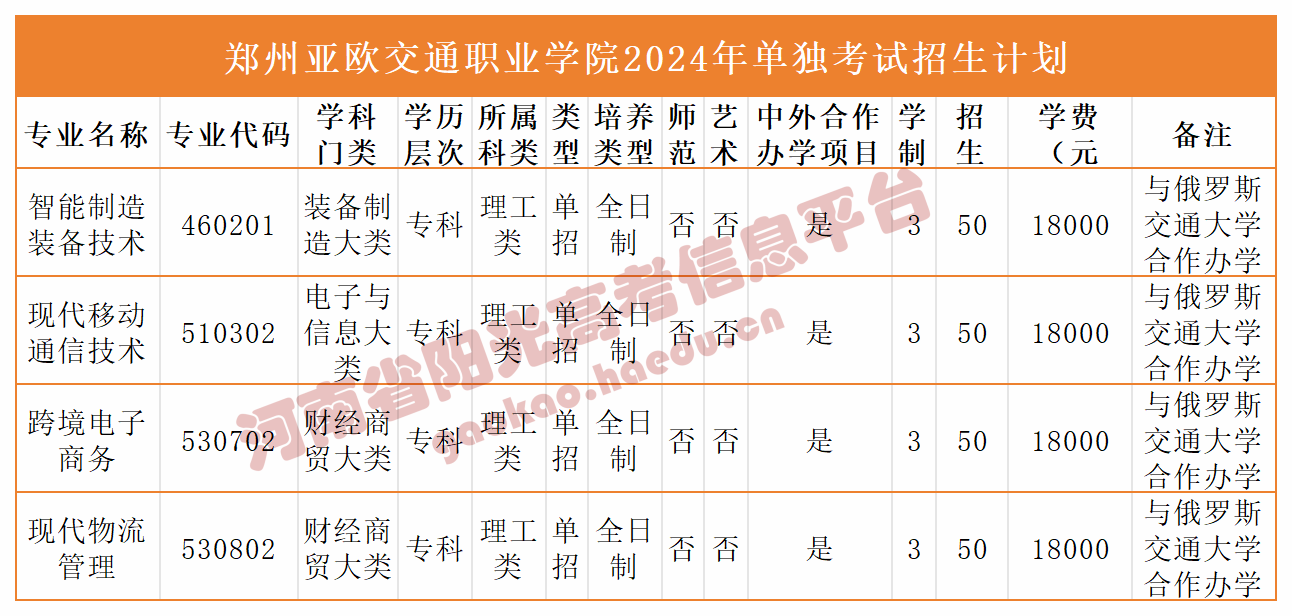 郑州亚欧交通职业学院2024年单独考试招生计划
专业名称 专业代码 学科门类 学历层次 所属科类 类型 培养类型 师范 艺术 中外合作办学项目 学制 招生 学费（元 备注
智能制造装备技术 460201 装备制造大类 专科 理工类 单招 全日制 否 否 是 3 50 18000 与俄罗斯交通大学合作办学
现代移动通信技术 510302 电子与信息大类 专科 理工类 单招 全日制 否 否 是 3 50 18000 与俄罗斯交通大学合作办学
跨境电子商务 530702 财经商贸大类 专科 理工类 单招 全日制 否 否 是 3 50 18000 与俄罗斯交通大学合作办学
现代物流管理 530802 财经商贸大类 专科 理工类 单招 全日制 否 否 是 3 50 18000 与俄罗斯交通大学合作办学
河南省阳光高考信息平台
gaokao.haedu.cn